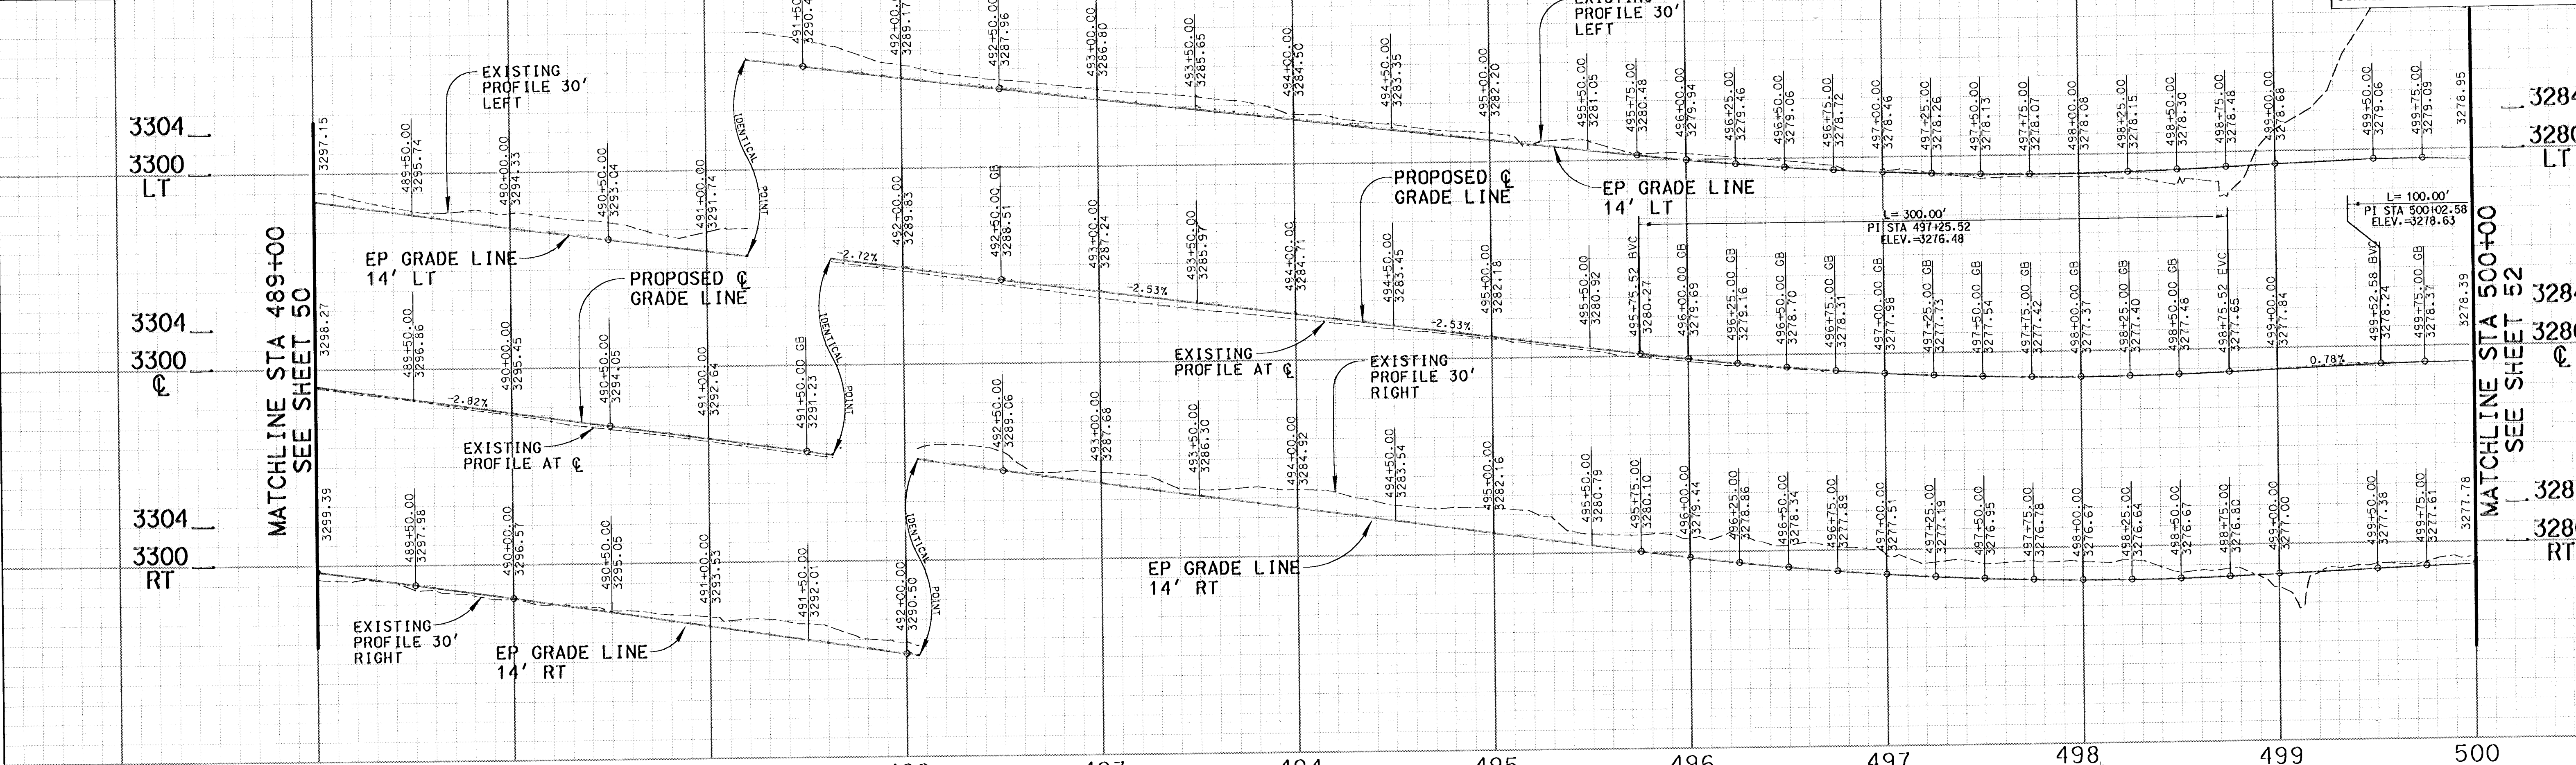 EXISTING
PROFILE 30'
LEFT
3304
3300
LT
3297.15
489+50.00
3295.74
490+00.00
3294.33
490+50.00
3293.04
491+00.00
3291.74
IDENTICAL
POINT
EP GRADE LINE
14' LT
492+50.00
3287.96
493+00.00
3286.80
493+50.00
3285.65
494+00.00
3284.50
494+50.00
3283.35
495+00.00
3282.20
PROFILE 30'
LEFT
495+50.00
3281.05
495+75.00
3280.48
496+00.00
3279.94
496+25.00
3279.46
496+50.00
3279.06
496+75.00
3278.72
497+00.00
3278.46
497+25.00
3278.26
497+50.00
3278.13
497+75.00
3278.07
498+00.00
3278.08
498+25.00
3278.15
498+50.00
3278.30
498+75.00
3278.48
499+00.00
3278.68
499+50.00
3279.06
499+75.00
3279.09
3278.95
EP GRADE LINE
14' LT
LT
MATCHLINE STA 489+00
SEE SHEET 50
3304
3300
℄
3298.27
489+50.00
3296.86
490+00.00
3295.45
490+50.00
3294.05
491+00.00
3292.64
491+50.00 GB
3291.23
-2.82%
PROPOSED ℄
GRADE LINE
EXISTING
PROFILE AT ℄
IDENTICAL
POINT
-2.72%
492+00.00
3289.83
492+50.00 GB
3288.51
493+00.00
3287.24
-2.53%
493+50.00
3285.97
494+00.00
3284.71
494+50.00
3283.45
495+00.00
3282.18
-2.53%
PROPOSED ℄
GRADE LINE
EXISTING
PROFILE AT ℄
495+50.00
3280.92
495+75.52 BVC
3280.27
496+00.00 GB
3279.69
496+25.00 GB
3279.16
496+50.00 GB
3278.70
496+75.00 GB
3278.31
497+00.00 GB
3277.98
497+25.00 GB
3277.73
497+50.00 GB
3277.54
497+75.00 GB
3277.42
498+00.00 GB
3277.37
498+25.00 GB
3277.40
498+50.00 GB
3277.48
498+75.52 EVC
3277.65
499+00.00
3277.84
0.78%
499+52.58 BVC
3278.24
499+75.00 GB
3278.37
3278.39
L= 300.00'
PI STA 497+25.52
ELEV.=3276.48
L= 100.00'
PI STA 500+02.58
ELEV.=3278.63
MATCHLINE STA 500+00
SEE SHEET 52
℄
3304
3300
RT
3299.39
489+50.00
3297.98
490+00.00
3296.57
490+50.00
3295.05
491+00.00
3293.53
491+50.00
3292.01
492+00.00
3290.50
EXISTING
PROFILE 30'
RIGHT
EP GRADE LINE
14' RT
IDENTICAL
POINT
492+50.00
3289.06
493+00.00
3287.68
493+50.00
3286.30
494+00.00
3284.92
494+50.00
3283.54
495+00.00
3282.16
EXISTING
PROFILE 30'
RIGHT
EP GRADE LINE
14' RT
495+50.00
3280.79
495+75.00
3280.10
496+00.00
3279.44
496+25.00
3278.86
496+50.00
3278.34
496+75.00
3277.89
497+00.00
3277.51
497+25.00
3277.19
497+50.00
3276.95
497+75.00
3276.78
498+00.00
3276.67
498+25.00
3276.64
498+50.00
3276.67
498+75.00
3276.80
499+00.00
3277.00
499+50.00
3277.38
499+75.00
3277.61
3277.78
RT
497
498
499
500